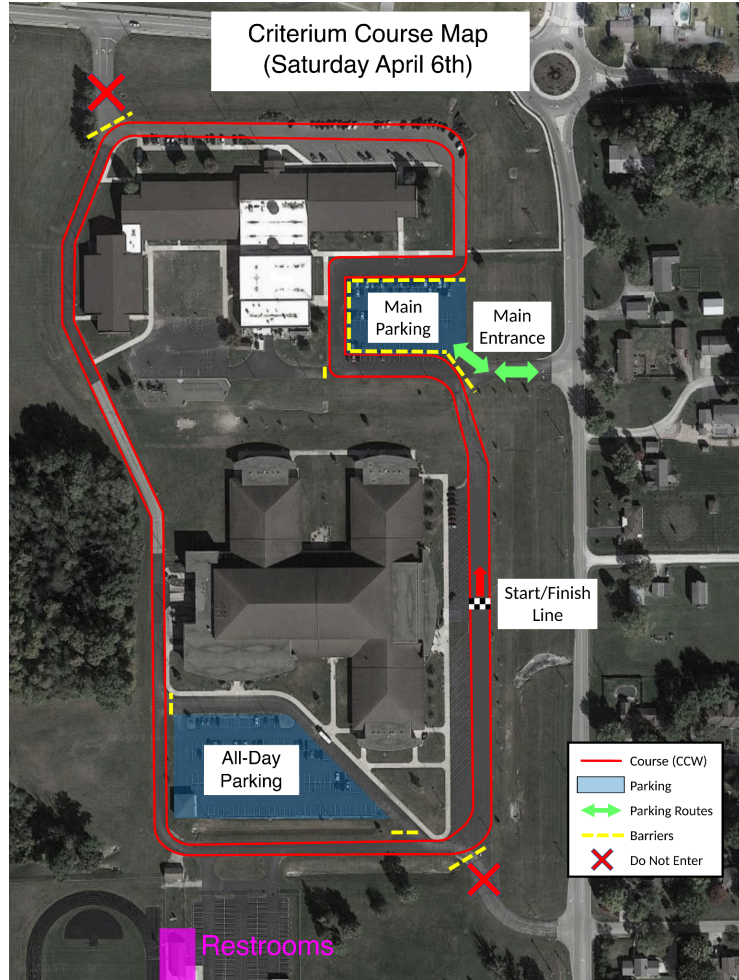 Criterium Course Map
(Saturday April 6th)
Main
Parking
Main
Entrance
Start/Finish
Line
All-Day
Parking
Course (CCW)
Parking
Parking Routes
Barriers
Do Not Enter
Restrooms